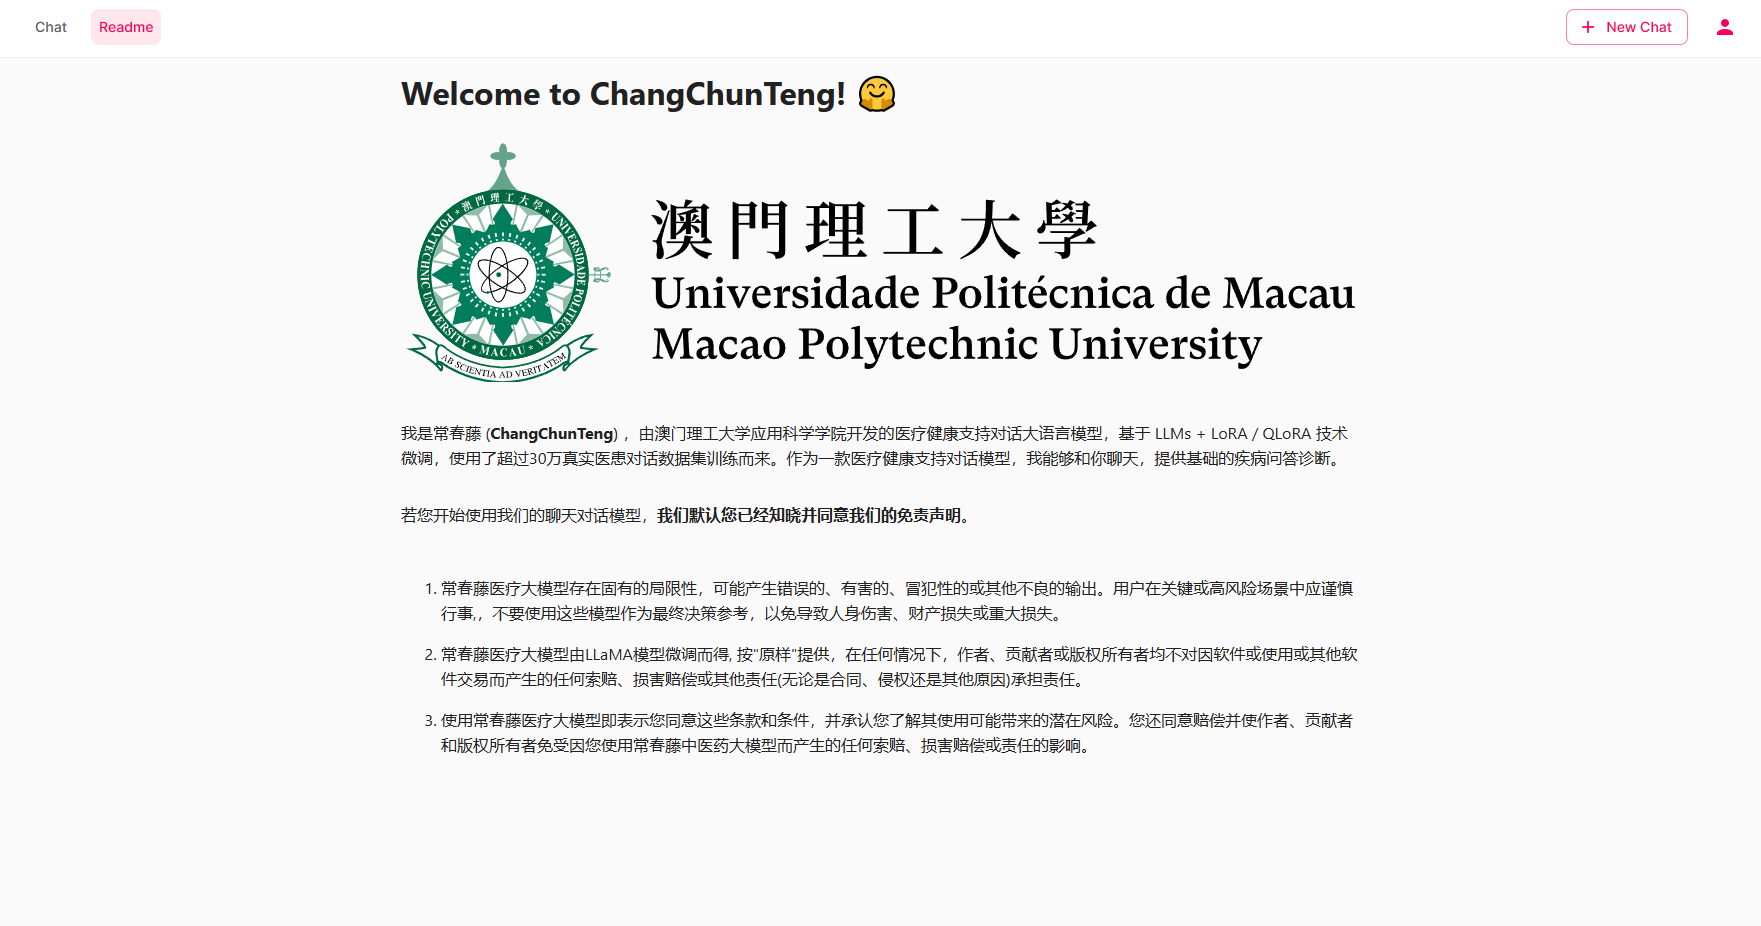 Chat
Readme
New Chat
Welcome to ChangChunTeng! 🤗
POLYTECHNIC UNIVERSITY * 澳門理工大學 * UNIVERSIDADE POLITÉCNICA * MACAU *
AB SCIENTIA AD VERITATEM
澳門理工大學
Universidade Politécnica de Macau
Macao Polytechnic University
我是常春藤 (ChangChunTeng) ，由澳门理工大学应用科学学院开发的医疗健康支持对话大语言模型，基于 LLMs + LoRA / QLoRA 技术
微调，使用了超过30万真实医患对话数据集训练而来。作为一款医疗健康支持对话模型，我能够和你聊天，提供基础的疾病问答诊断。
若您开始使用我们的聊天对话模型，我们默认您已经知晓并同意我们的免责声明。
1. 常春藤医疗大模型存在固有的局限性，可能产生错误的、有害的、冒犯性的或其他不良的输出。用户在关键或高风险场景中应谨慎
行事,，不要使用这些模型作为最终决策参考，以免导致人身伤害、财产损失或重大损失。
2. 常春藤医疗大模型由LLaMA模型微调而得, 按"原样"提供，在任何情况下，作者、贡献者或版权所有者均不对因软件或使用或其他软
件交易而产生的任何索赔、损害赔偿或其他责任(无论是合同、侵权还是其他原因)承担责任。
3. 使用常春藤医疗大模型即表示您同意这些条款和条件，并承认您了解其使用可能带来的潜在风险。您还同意赔偿并使作者、贡献者
和版权所有者免受因您使用常春藤中医药大模型而产生的任何索赔、损害赔偿或责任的影响。